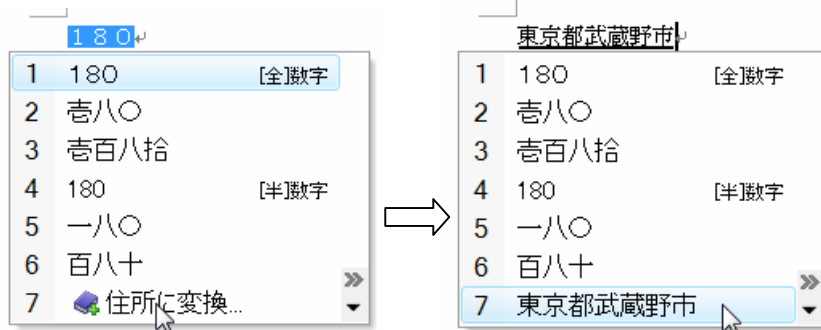 １８０
1 １８０ [全]数字
2 壱八〇
3 壱百八拾
4 180 [半]数字
5 一八〇
6 百八十
7 住所に変換...
東京都武蔵野市
1 １８０ [全]数字
2 壱八〇
3 壱百八拾
4 180 [半]数字
5 一八〇
6 百八十
7 東京都武蔵野市